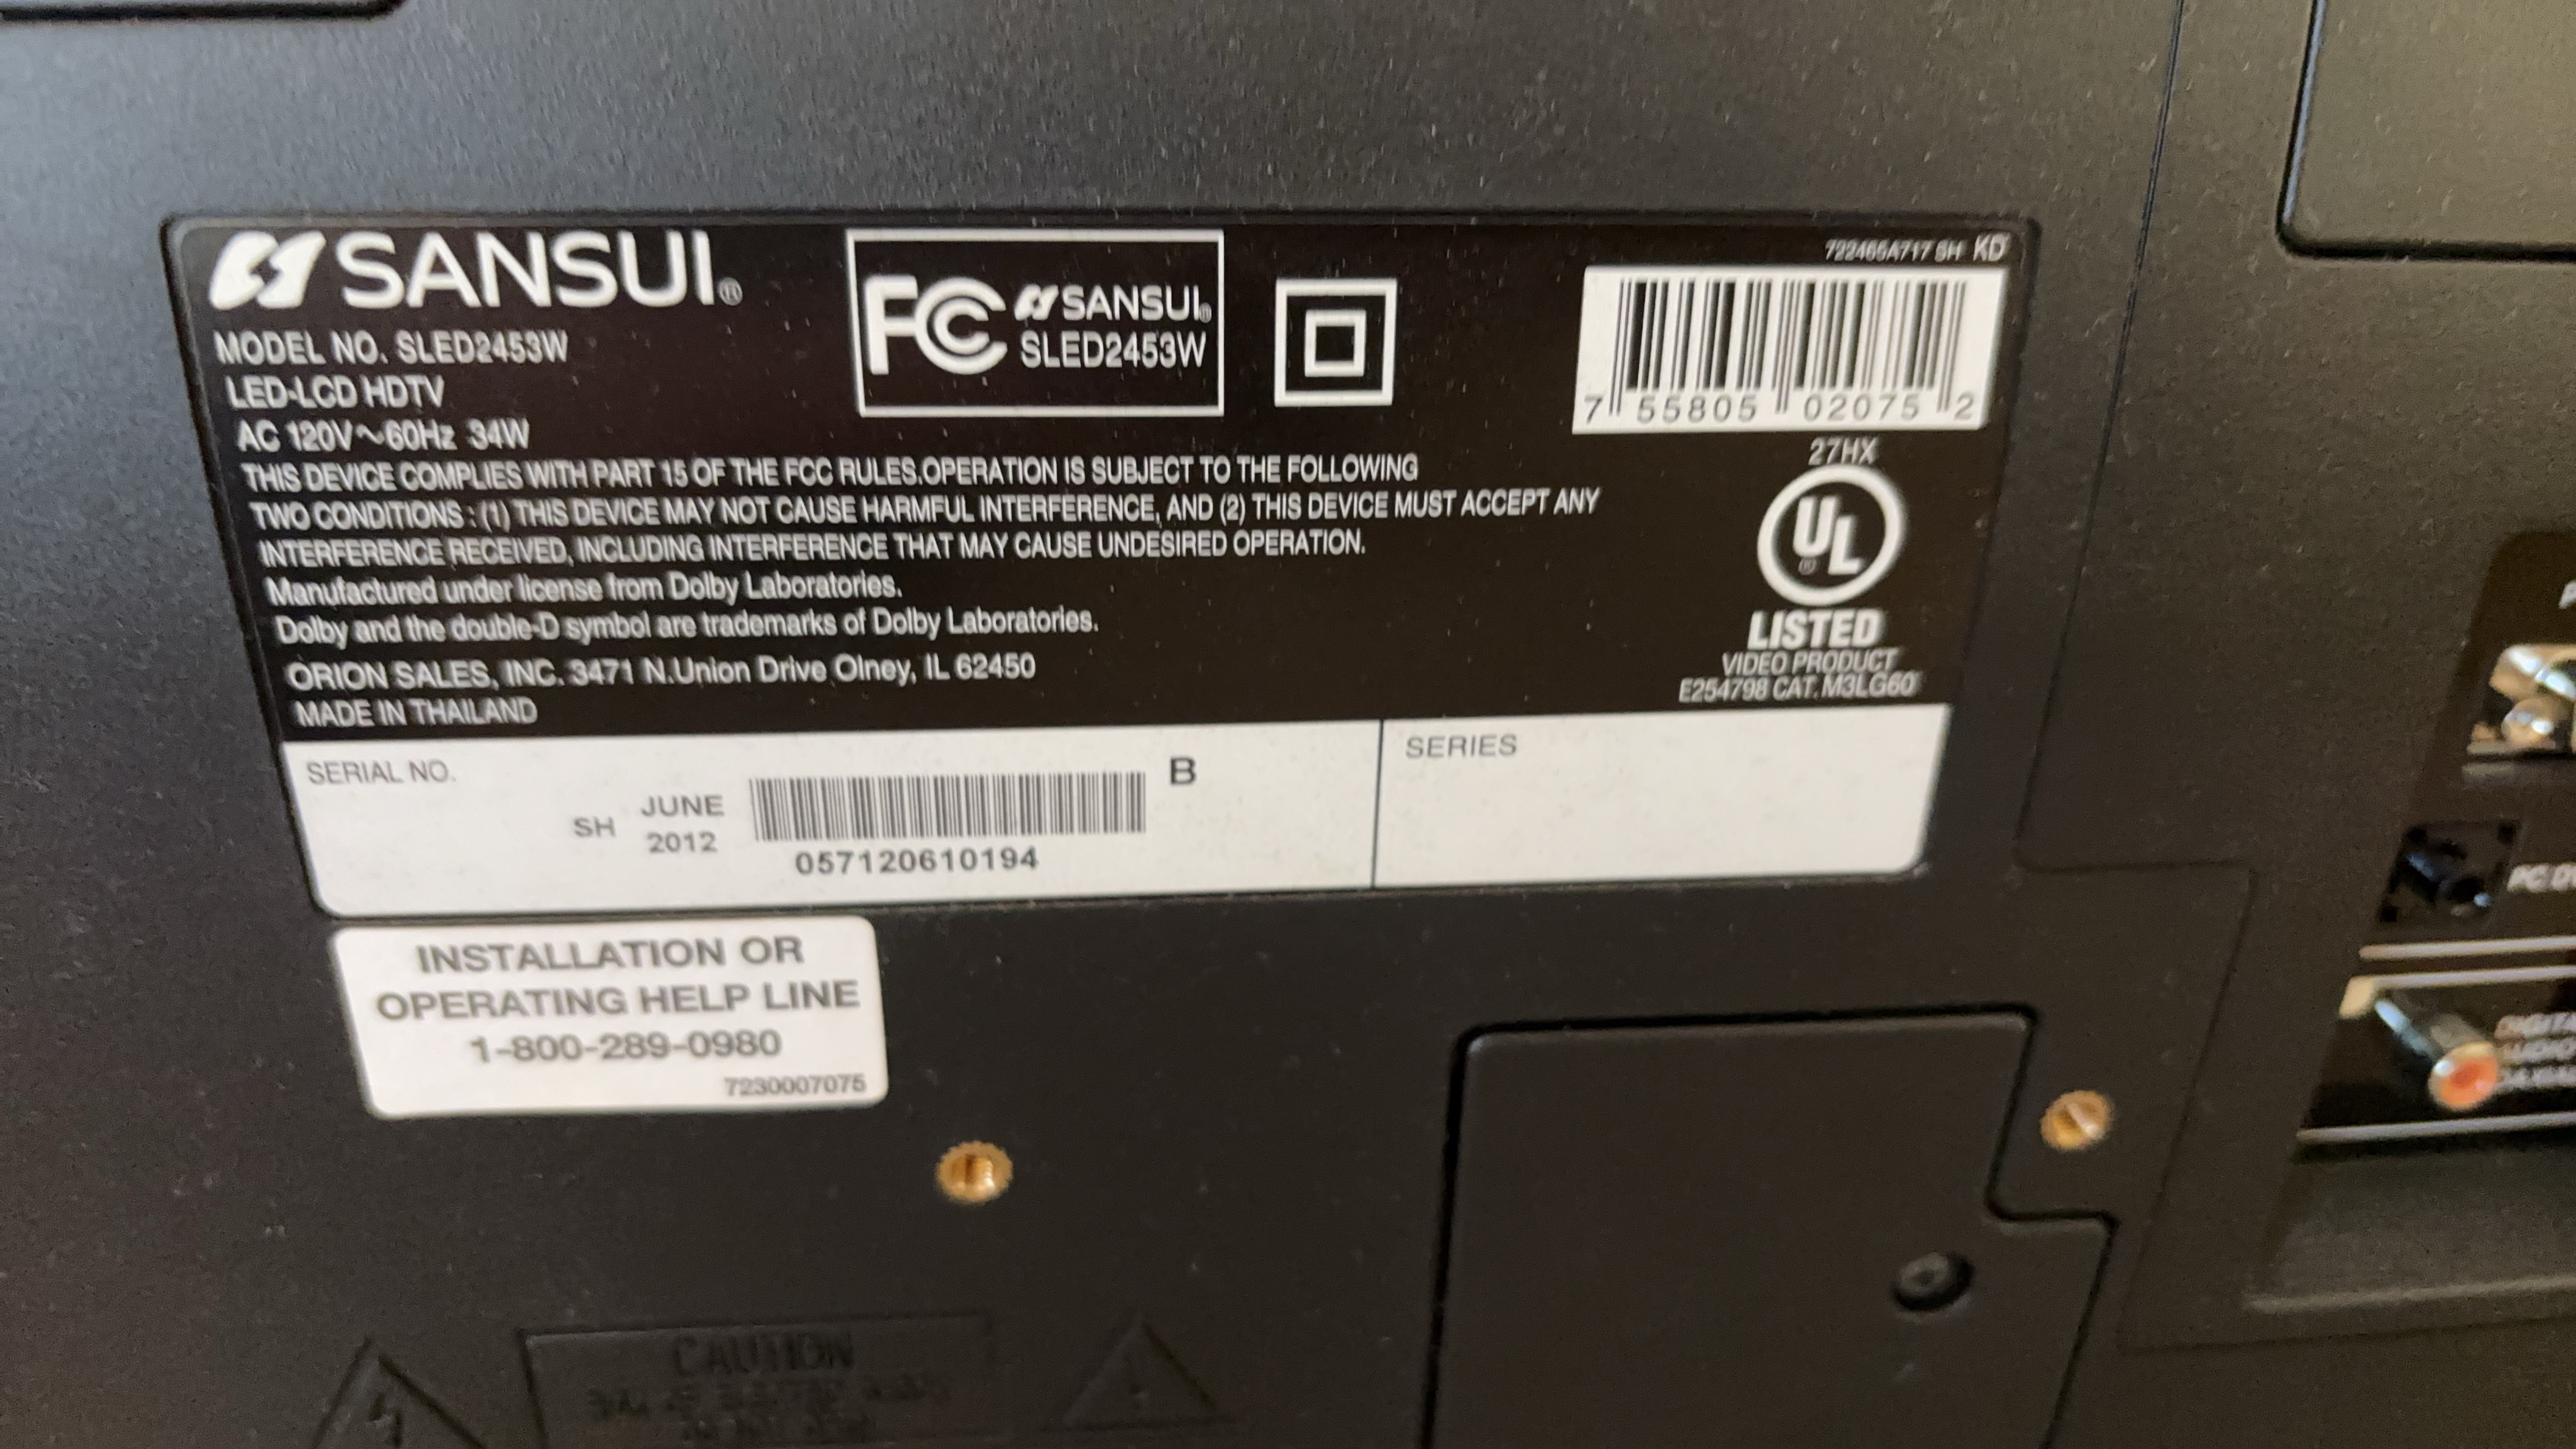 SANSUI®
MODEL NO. SLED2453W
LED-LCD HDTV
AC 120V~60Hz 34W
FC SANSUI®
SLED2453W
722465A717 SH KD
7 55805 02075 2
27HX
UL®
LISTED
VIDEO PRODUCT
E254798 CAT. M3LG60
THIS DEVICE COMPLIES WITH PART 15 OF THE FCC RULES.OPERATION IS SUBJECT TO THE FOLLOWING
TWO CONDITIONS : (1) THIS DEVICE MAY NOT CAUSE HARMFUL INTERFERENCE, AND (2) THIS DEVICE MUST ACCEPT ANY
INTERFERENCE RECEIVED, INCLUDING INTERFERENCE THAT MAY CAUSE UNDESIRED OPERATION.
Manufactured under license from Dolby Laboratories.
Dolby and the double-D symbol are trademarks of Dolby Laboratories.
ORION SALES, INC. 3471 N.Union Drive Olney, IL 62450
MADE IN THAILAND
SERIAL NO.
SH
JUNE
2012
057120610194
B
SERIES
INSTALLATION OR
OPERATING HELP LINE
1-800-289-0980
7230007075
CAUTION